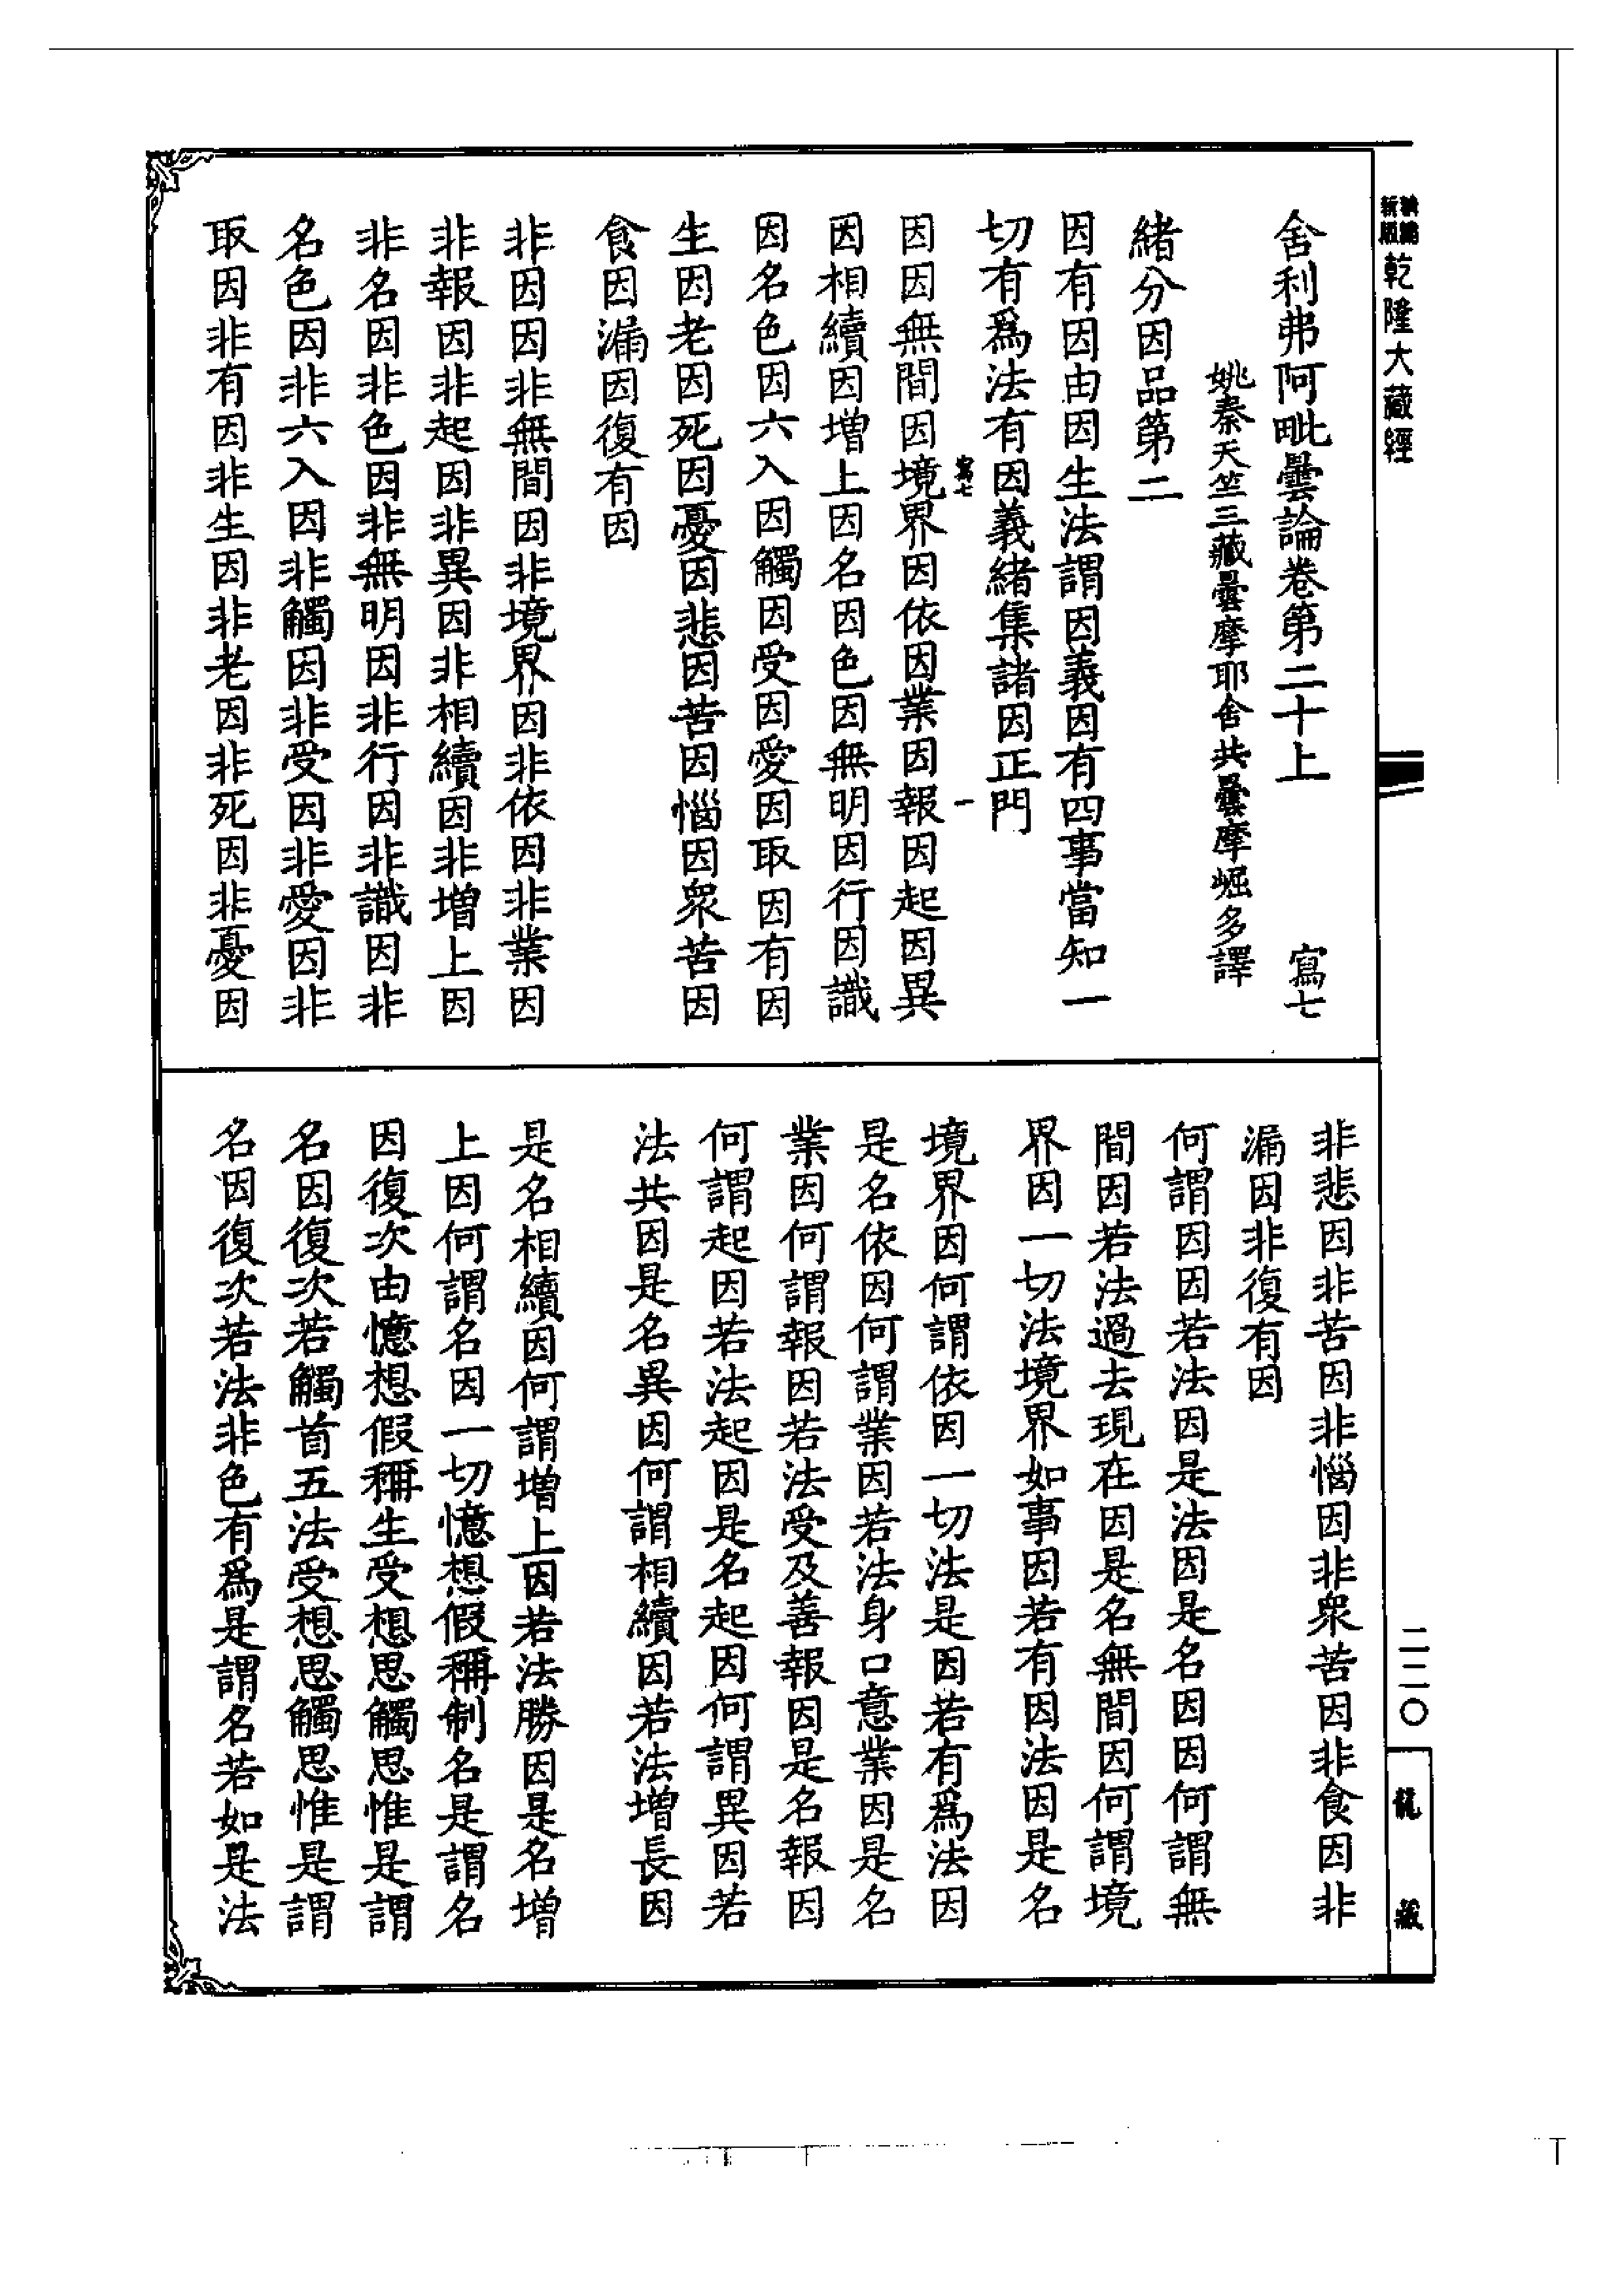 新編
新版
乾隆大藏經
舍利弗阿毗曇論卷第二十上　寫七
姚秦天竺三藏曇摩耶舍共曇摩崛多譯
緒分因品第二
因有因由因生法謂因義因有四事當知一
切有為法有因義緒集諸因正門
寫七　一
因因無間因境界因依因業因報因起因異
因相續因增上因名因色因無明因行因識
因名色因六入因觸因受因愛因取因有因
生因老因死因憂因悲因苦因惱因眾苦因
食因漏因復有因
非因因非無間因非境界因非依因非業因
非報因非起因非異因非相續因非增上因
非名因非色因非無明因非行因非識因非
名色因非六入因非觸因非受因非愛因非
取因非有因非生因非老因非死因非憂因
非悲因非苦因非惱因非眾苦因非食因非
漏因非復有因
何謂因因若法因是法因是名因因何謂無
間因若法過去現在因是名無間因何謂境
界因一切法境界如事因若有因法因是名
境界因何謂依因一切法是因若有為法因
是名依因何謂業因若法身口意業因是名
業因何謂報因若法受及善報因是名報因
何謂起因若法起因是名起因何謂異因若
法共因是名異因何謂相續因若法增長因
是名相續因何謂增上因若法勝因是名增
上因何謂名因一切憶想假稱制名是謂名
因復次由憶想假稱生受想思觸思惟是謂
名因復次若觸首五法受想思觸思惟是謂
名因復次若法非色有為是謂名若如是法
二二〇
龍藏